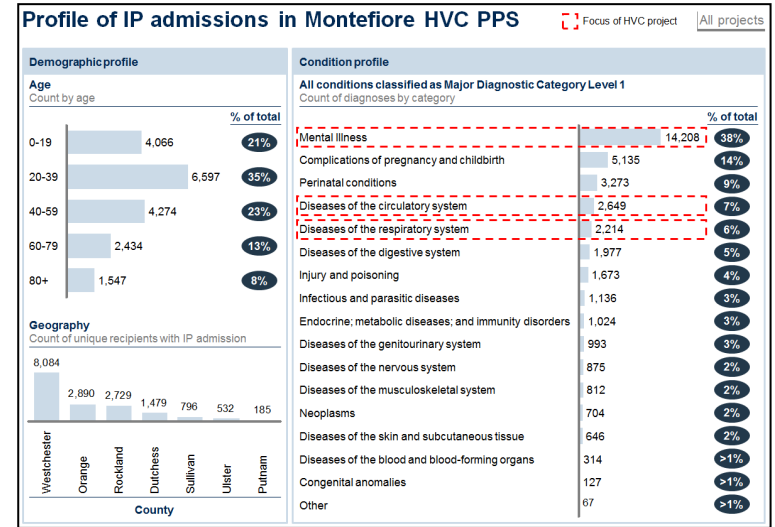 Profile of IP admissions in Montefiore HVC PPS
Focus of HVC project
All projects
Demographic profile
Age
Count by age
% of total
0-19 4,066 21%
20-39 6,597 35%
40-59 4,274 23%
60-79 2,434 13%
80+ 1,547 8%
Geography
Count of unique recipients with IP admission
8,084 2,890 2,729 1,479 796 532 185
Westchester Orange Rockland Dutchess Sullivan Ulster Putnam
County
Condition profile
All conditions classified as Major Diagnostic Category Level 1
Count of diagnoses by category
% of total
Mental Illness 14,208 38%
Complications of pregnancy and childbirth 5,135 14%
Perinatal conditions 3,273 9%
Diseases of the circulatory system 2,649 7%
Diseases of the respiratory system 2,214 6%
Diseases of the digestive system 1,977 5%
Injury and poisoning 1,673 4%
Infectious and parasitic diseases 1,136 3%
Endocrine; metabolic diseases; and immunity disorders 1,024 3%
Diseases of the genitourinary system 993 3%
Diseases of the nervous system 875 2%
Diseases of the musculoskeletal system 812 2%
Neoplasms 704 2%
Diseases of the skin and subcutaneous tissue 646 2%
Diseases of the blood and blood-forming organs 314 >1%
Congenital anomalies 127 >1%
Other 67 >1%